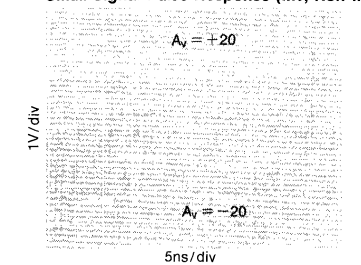 A_v = +20
1V/div
A_v = -20
5ns/div